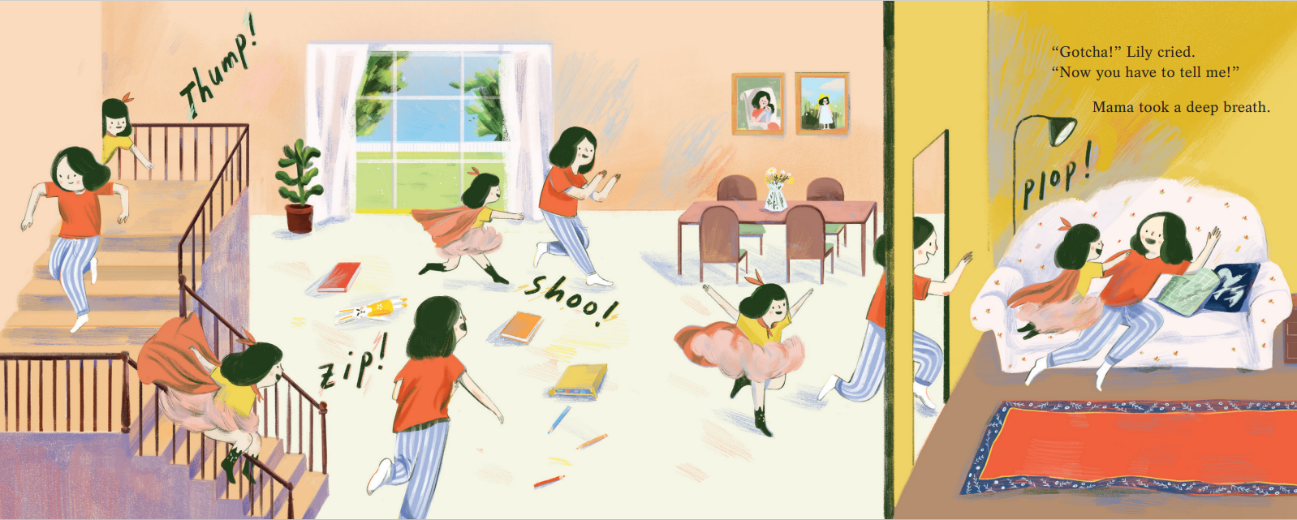 Thump!
zip!
shoo!
“Gotcha!” Lily cried.
“Now you have to tell me!”
Mama took a deep breath.
plop!